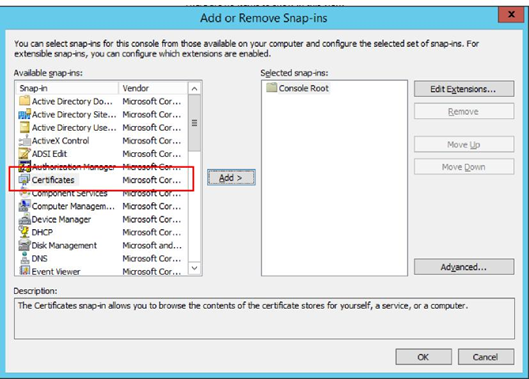 Add or Remove Snap-ins
x
You can select snap-ins for this console from those available on your computer and configure the selected set of snap-ins. For
extensible snap-ins, you can configure which extensions are enabled.
Available snap-ins:
Selected snap-ins:
Snap-in Vendor
Console Root
Edit Extensions...
Active Directory Do... Microsoft Cor...
Active Directory Site... Microsoft Cor...
Remove
Active Directory Use... Microsoft Cor...
ActiveX Control Microsoft Cor...
Move Up
ADSI Edit Microsoft Cor...
Authorization Manager Microsoft Cor...
Move Down
Certificates Microsoft Cor...
Add >
Component Services Microsoft Cor...
Computer Managem... Microsoft Cor...
Device Manager Microsoft Cor...
DHCP Microsoft Cor...
Disk Management Microsoft and...
DNS Microsoft Cor...
Advanced...
Event Viewer Microsoft Cor...
Description:
The Certificates snap-in allows you to browse the contents of the certificate stores for yourself, a service, or a computer.
OK Cancel